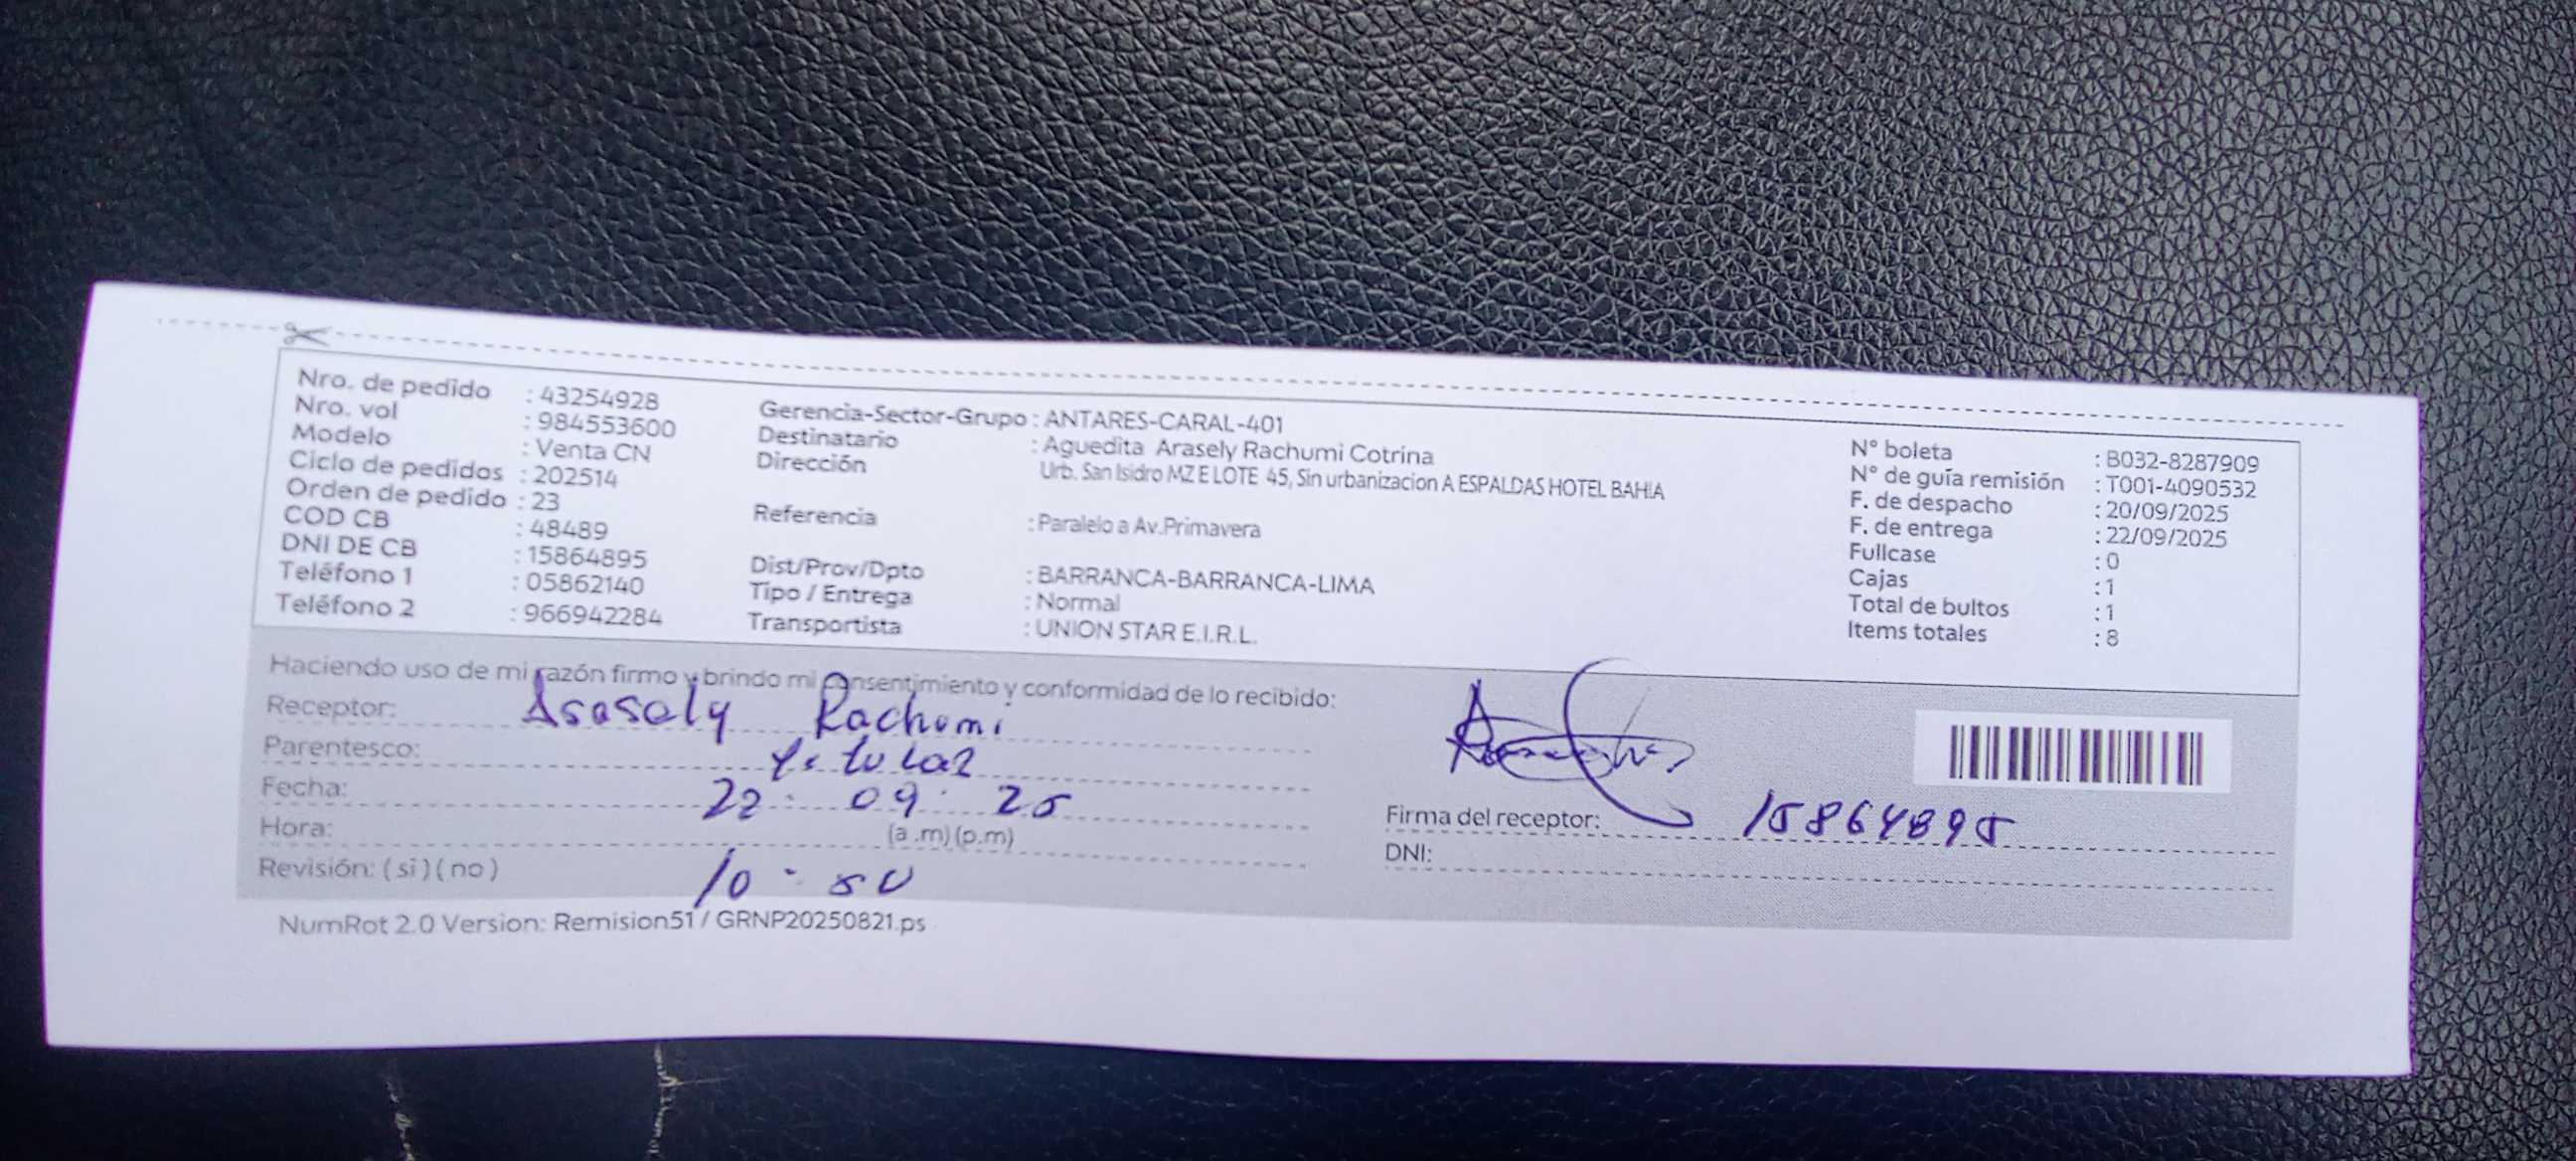 Nro. de pedido : 43254928
Nro. vol : 984553600
Modelo : Venta CN
Ciclo de pedidos : 202514
Orden de pedido : 23
COD CB : 48489
DNI DE CB : 15864895
Teléfono 1 : 05862140
Teléfono 2 : 966942284
Gerencia-Sector-Grupo : ANTARES-CARAL-401
Destinatario : Aguedita Arasely Rachumi Cotrina
Dirección Urb. San Isidro MZ E LOTE 45, Sin urbanizacion A ESPALDAS HOTEL BAHIA
Referencia : Paralelo a Av.Primavera
Dist/Prov/Dpto : BARRANCA-BARRANCA-LIMA
Tipo / Entrega : Normal
Transportista : UNION STAR E.I.R.L.
N° boleta : B032-8287909
N° de guía remisión : T001-4090532
F. de despacho : 20/09/2025
F. de entrega : 22/09/2025
Fullcase : 0
Cajas : 1
Total de bultos : 1
Items totales : 8
Haciendo uso de mi razón firmo y brindo mi consentimiento y conformidad de lo recibido:
Receptor: Arasely Rachumi
Parentesco: titular
Fecha: 22 · 09 · 25
Hora: (a .m) (p.m)
Revisión: ( si ) ( no ) 10 - 50
Firma del receptor: 15864895
DNI:
NumRot 2.0 Version: Remision51 / GRNP20250821.ps